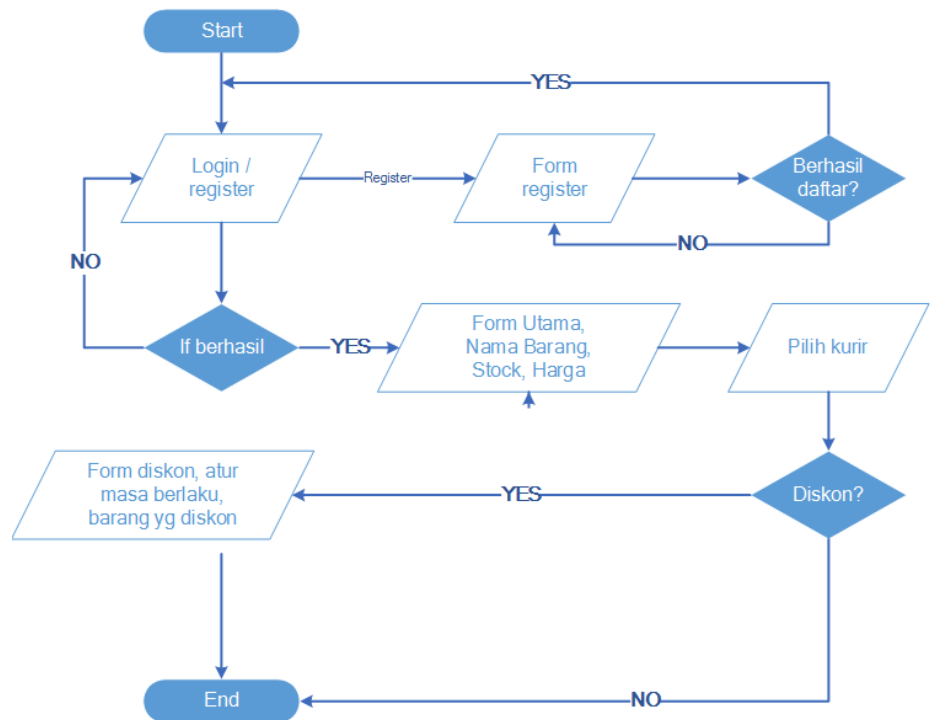 Start
YES
Login /
register
Register
Form
register
Berhasil
daftar?
NO
NO
If berhasil
YES
Form Utama,
Nama Barang,
Stock, Harga
Pilih kurir
Form diskon, atur
masa berlaku,
barang yg diskon
YES
Diskon?
End
NO